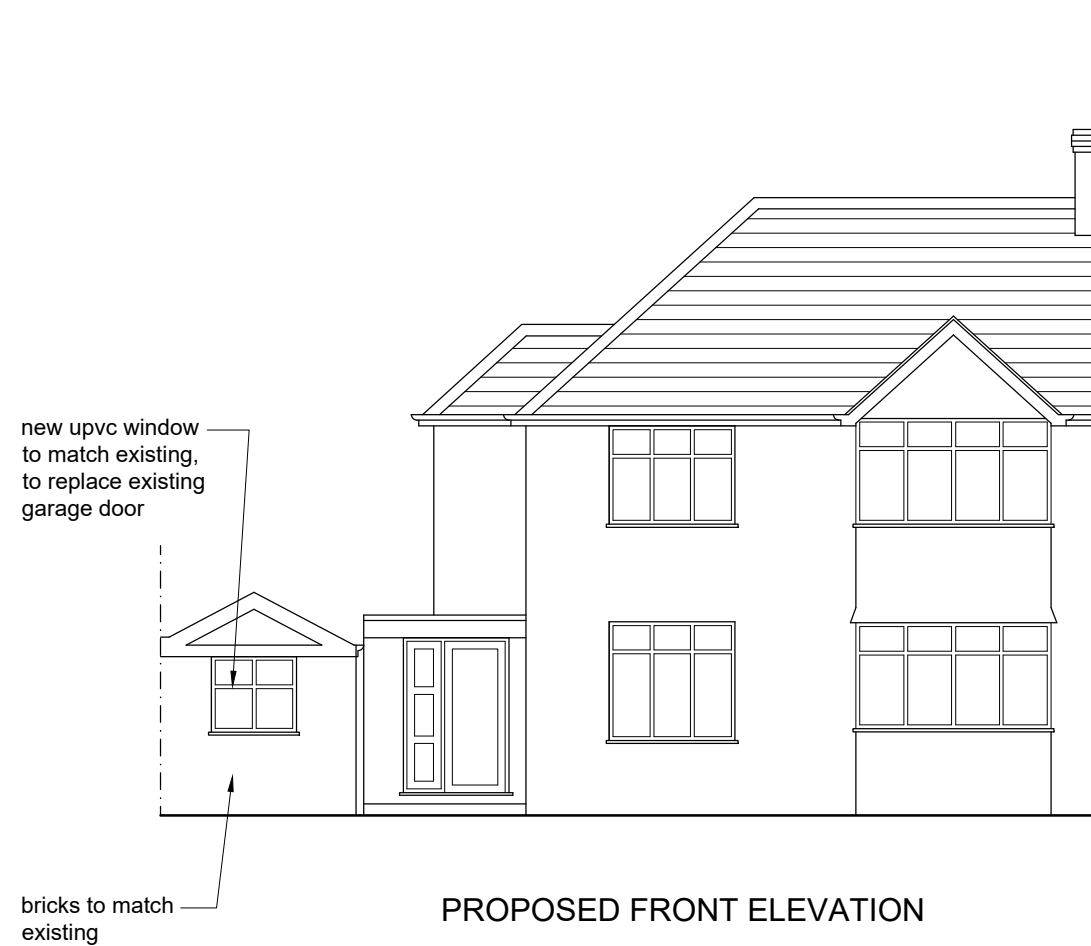 new upvc window
to match existing,
to replace existing
garage door
bricks to match
existing
PROPOSED FRONT ELEVATION